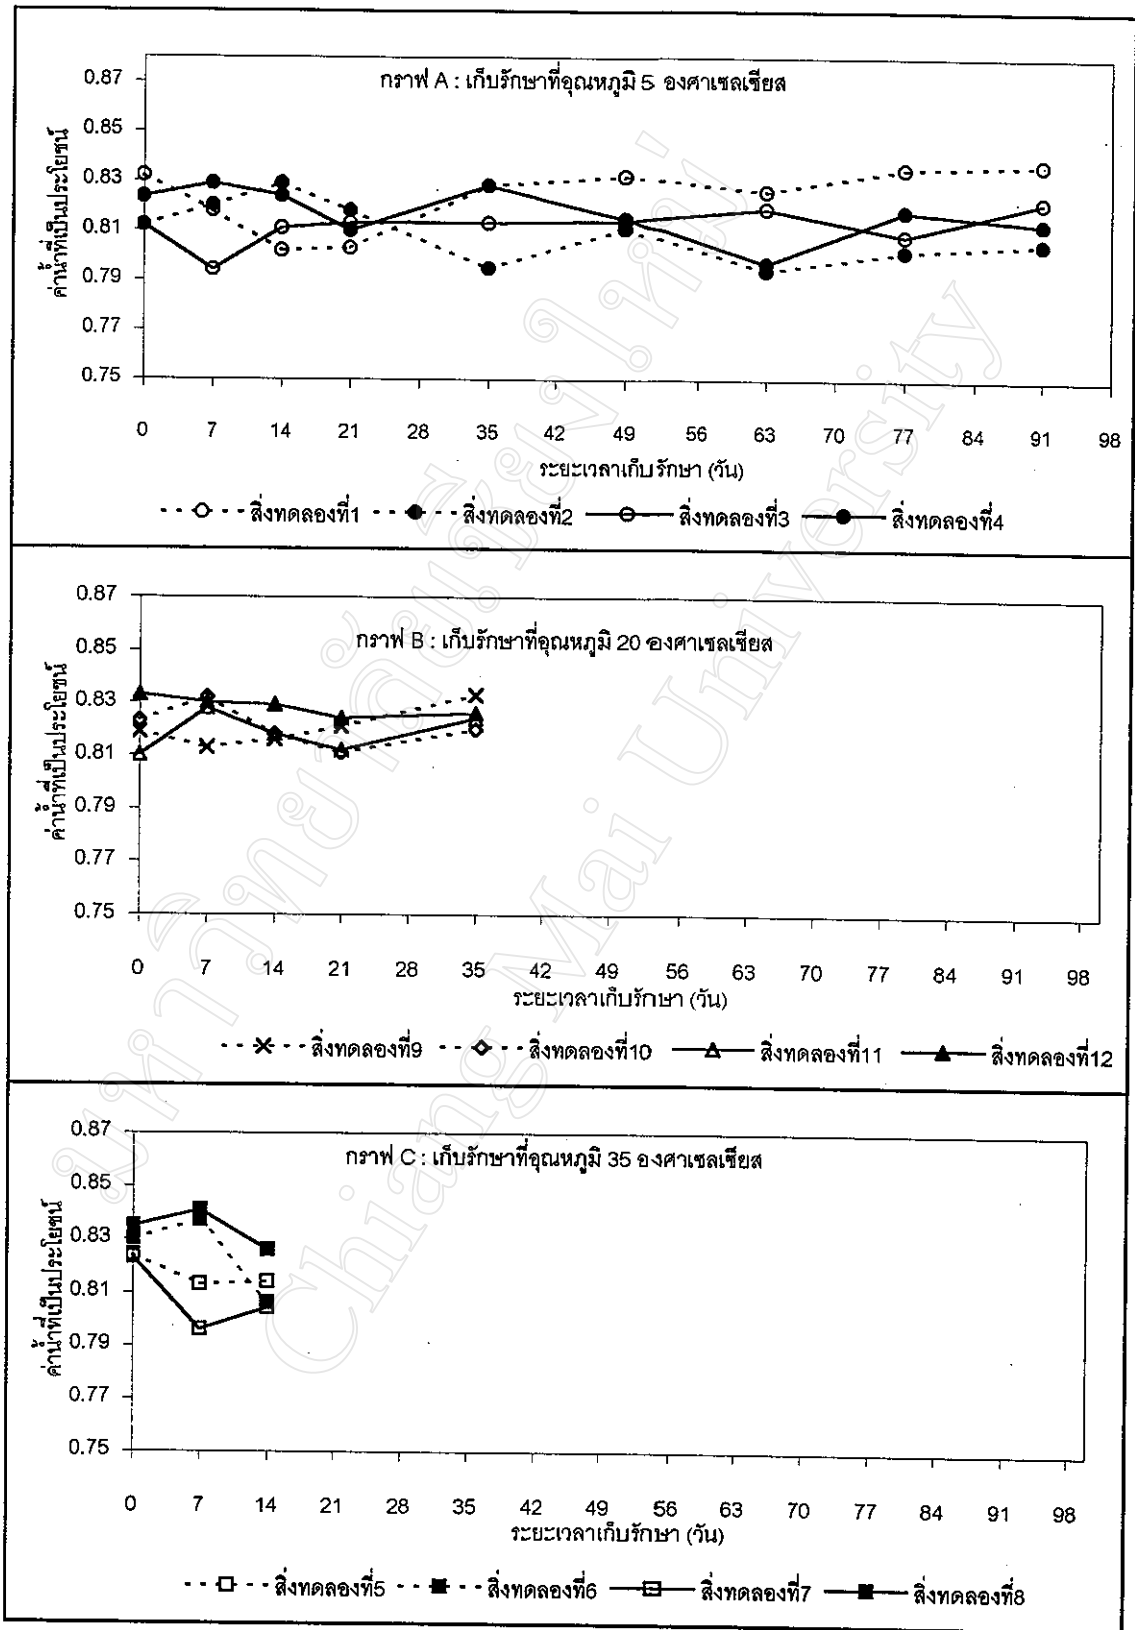 กราฟ A : เก็บรักษาที่อุณหภูมิ 5 องศาเซลเซียส
ค่าน้ำที่เป็นประโยชน์
0.87
0.85
0.83
0.81
0.79
0.77
0.75
0 7 14 21 28 35 42 49 56 63 70 77 84 91 98
ระยะเวลาเก็บรักษา (วัน)
สิ่งทดลองที่1 สิ่งทดลองที่2 สิ่งทดลองที่3 สิ่งทดลองที่4
กราฟ B : เก็บรักษาที่อุณหภูมิ 20 องศาเซลเซียส
ค่าน้ำที่เป็นประโยชน์
0.87
0.85
0.83
0.81
0.79
0.77
0.75
0 7 14 21 28 35 42 49 56 63 70 77 84 91 98
ระยะเวลาเก็บรักษา (วัน)
สิ่งทดลองที่9 สิ่งทดลองที่10 สิ่งทดลองที่11 สิ่งทดลองที่12
กราฟ C : เก็บรักษาที่อุณหภูมิ 35 องศาเซลเซียส
ค่าน้ำที่เป็นประโยชน์
0.87
0.85
0.83
0.81
0.79
0.77
0.75
0 7 14 21 28 35 42 49 56 63 70 77 84 91 98
ระยะเวลาเก็บรักษา (วัน)
สิ่งทดลองที่5 สิ่งทดลองที่6 สิ่งทดลองที่7 สิ่งทดลองที่8
มหาวิทยาลัยเชียงใหม่
Chiang Mai University